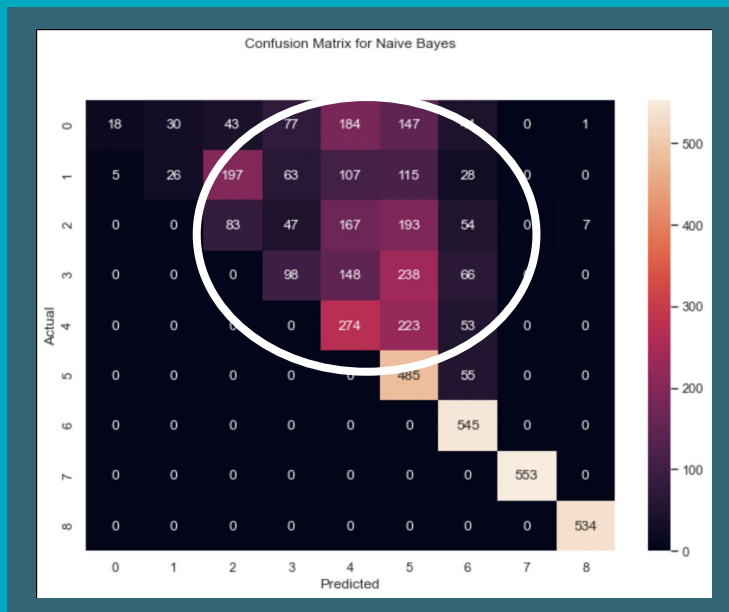 Confusion Matrix for Naive Bayes
0 18 30 43 77 184 147 0 1
1 5 26 197 63 107 115 28 0 0
2 0 0 83 47 167 193 54 0 7
3 0 0 0 98 148 238 66 0 0
4 0 0 0 0 274 223 53 0 0
5 0 0 0 0 0 485 55 0 0
6 0 0 0 0 0 0 545 0 0
7 0 0 0 0 0 0 0 553 0
8 0 0 0 0 0 0 0 0 534
0 1 2 3 4 5 6 7 8
Predicted
Actual
500
400
300
200
100
0